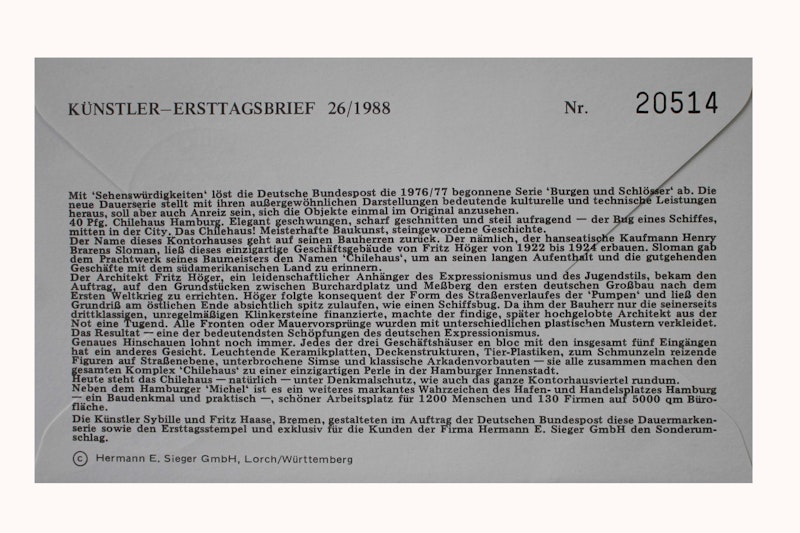 KÜNSTLER–ERSTTAGSBRIEF 26/1988
Nr. 20514
Mit ‘Sehenswürdigkeiten‘ löst die Deutsche Bundespost die 1976/77 begonnene Serie ‘Burgen und Schlösser‘ ab. Die
neue Dauerserie stellt mit ihren außergewöhnlichen Darstellungen bedeutende kulturelle und technische Leistungen
heraus, soll aber auch Anreiz sein, sich die Objekte einmal im Original anzusehen.
40 Pfg. Chilehaus Hamburg. Elegant geschwungen, scharf geschnitten und steil aufragend — der Bug eines Schiffes,
mitten in der City. Das Chilehaus! Meisterhafte Baukunst, steingewordene Geschichte.
Der Name dieses Kontorhauses geht auf seinen Bauherren zurück. Der nämlich, der hanseatische Kaufmann Henry
Brarens Sloman, ließ dieses einzigartige Geschäftsgebäude von Fritz Höger von 1922 bis 1924 erbauen. Sloman gab
dem Prachtwerk seines Baumeisters den Namen ‘Chilehaus‘, um an seinen langen Aufenthalt und die gutgehenden
Geschäfte mit dem südamerikanischen Land zu erinnern.
Der Architekt Fritz Höger, ein leidenschaftlicher Anhänger des Expressionismus und des Jugendstils, bekam den
Auftrag, auf den Grundstücken zwischen Burchardplatz und Meßberg den ersten deutschen Großbau nach dem
Ersten Weltkrieg zu errichten. Höger folgte konsequent der Form des Straßenverlaufes der ‘Pumpen‘ und ließ den
Grundriß am östlichen Ende absichtlich spitz zulaufen, wie einen Schiffsbug. Da ihm der Bauherr nur die seinerseits
drittklassigen, unregelmäßigen Klinkersteine finanzierte, machte der findige, später hochgelobte Architekt aus der
Not eine Tugend. Alle Fronten oder Mauervorsprünge wurden mit unterschiedlichen plastischen Mustern verkleidet.
Das Resultat — eine der bedeutendsten Schöpfungen des deutschen Expressionismus.
Genaues Hinschauen lohnt noch immer. Jedes der drei Geschäftshäuser en bloc mit den insgesamt fünf Eingängen
hat ein anderes Gesicht. Leuchtende Keramikplatten, Deckenstrukturen, Tier-Plastiken, zum Schmunzeln reizende
Figuren auf Straßenebene, unterbrochene Simse und klassische Arkadenvorbauten — sie alle zusammen machen den
gesamten Komplex ‘Chilehaus‘ zu einer einzigartigen Perle in der Hamburger Innenstadt.
Heute steht das Chilehaus — natürlich — unter Denkmalschutz, wie auch das ganze Kontorhausviertel rundum.
Neben dem Hamburger ‘Michel‘ ist es ein weiteres markantes Wahrzeichen des Hafen- und Handelsplatzes Hamburg
— ein Baudenkmal und praktisch —, schöner Arbeitsplatz für 1200 Menschen und 130 Firmen auf 5000 qm Büro-
fläche.
Die Künstler Sybille und Fritz Haase, Bremen, gestalteten im Auftrag der Deutschen Bundespost diese Dauermarken-
serie sowie den Ersttagsstempel und exklusiv für die Kunden der Firma Hermann E. Sieger GmbH den Sonderum-
schlag.
© Hermann E. Sieger GmbH, Lorch/Württemberg